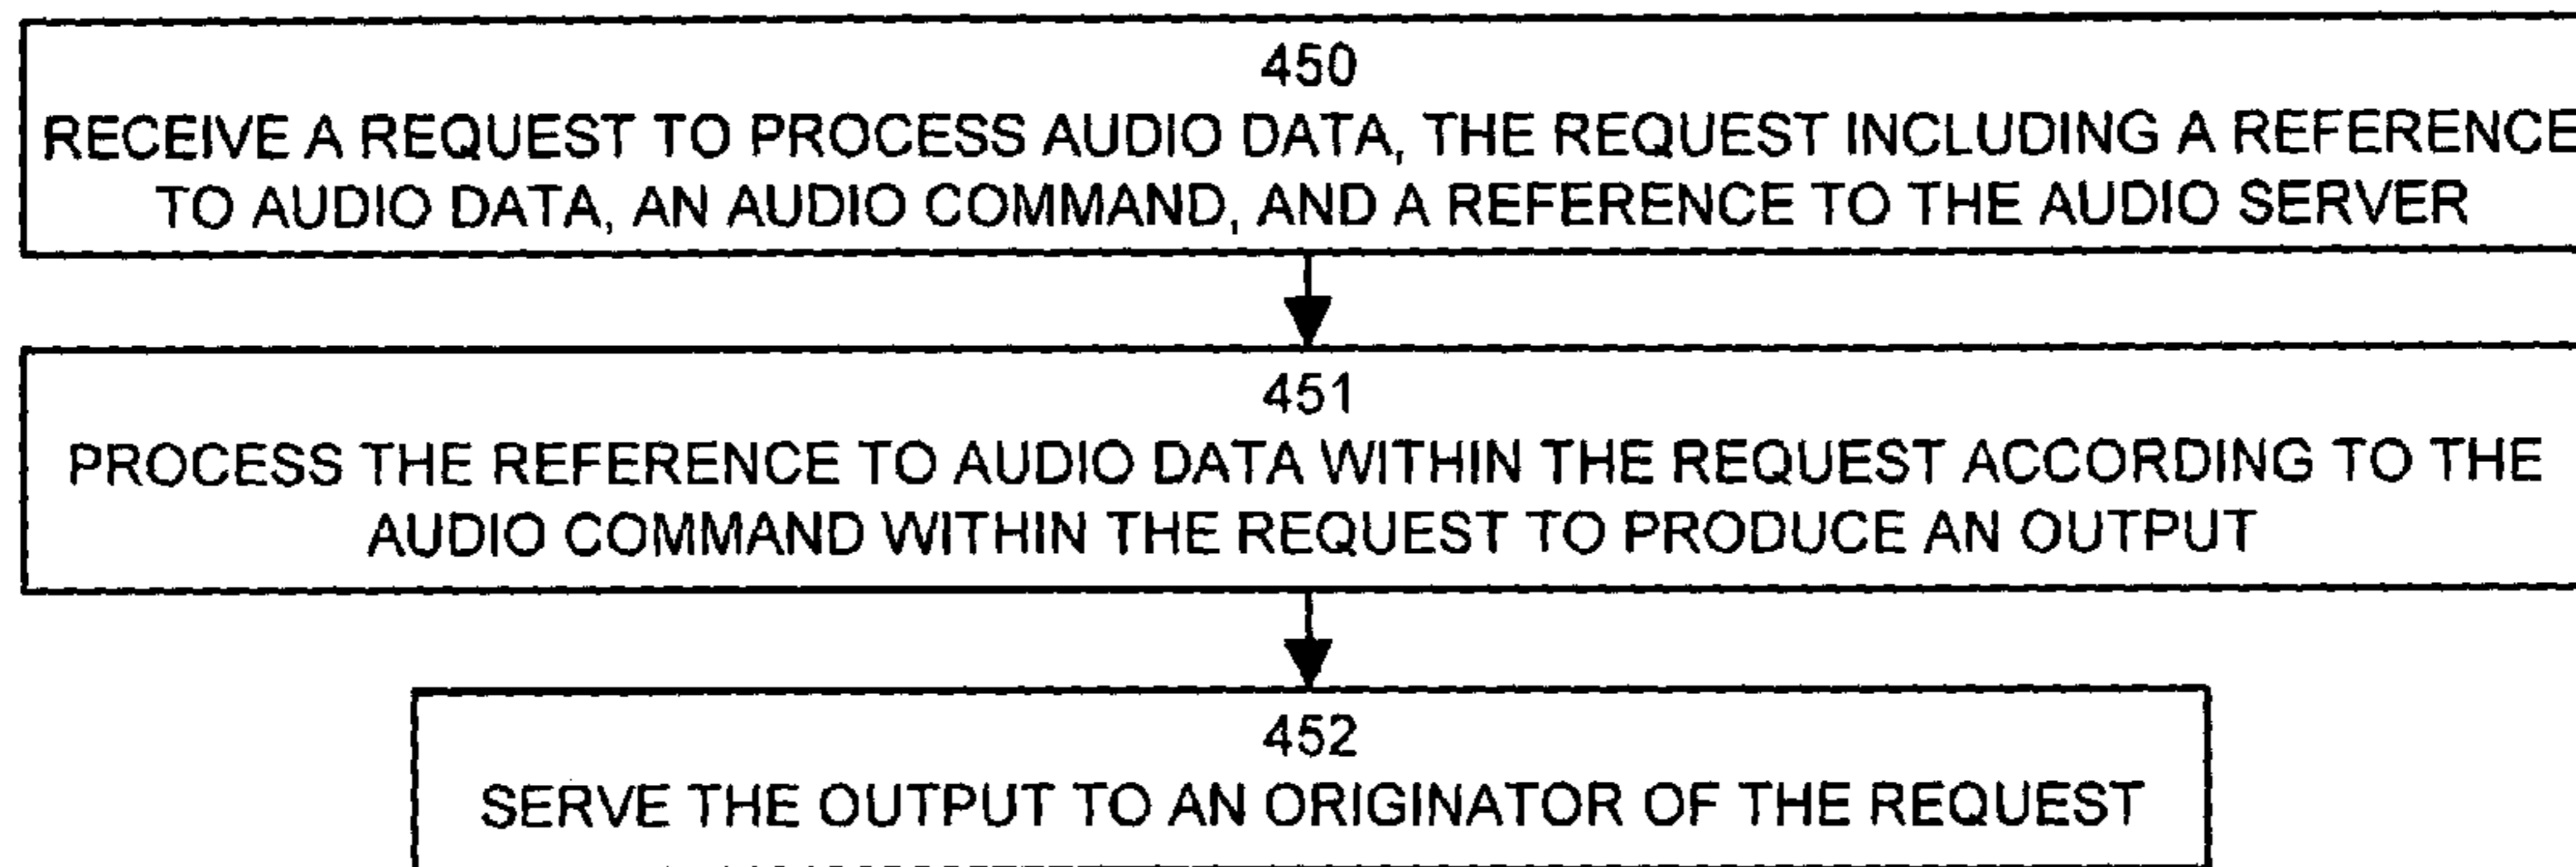 450
RECEIVE A REQUEST TO PROCESS AUDIO DATA, THE REQUEST INCLUDING A REFERENCE
TO AUDIO DATA, AN AUDIO COMMAND, AND A REFERENCE TO THE AUDIO SERVER
451
PROCESS THE REFERENCE TO AUDIO DATA WITHIN THE REQUEST ACCORDING TO THE
AUDIO COMMAND WITHIN THE REQUEST TO PRODUCE AN OUTPUT
452
SERVE THE OUTPUT TO AN ORIGINATOR OF THE REQUEST